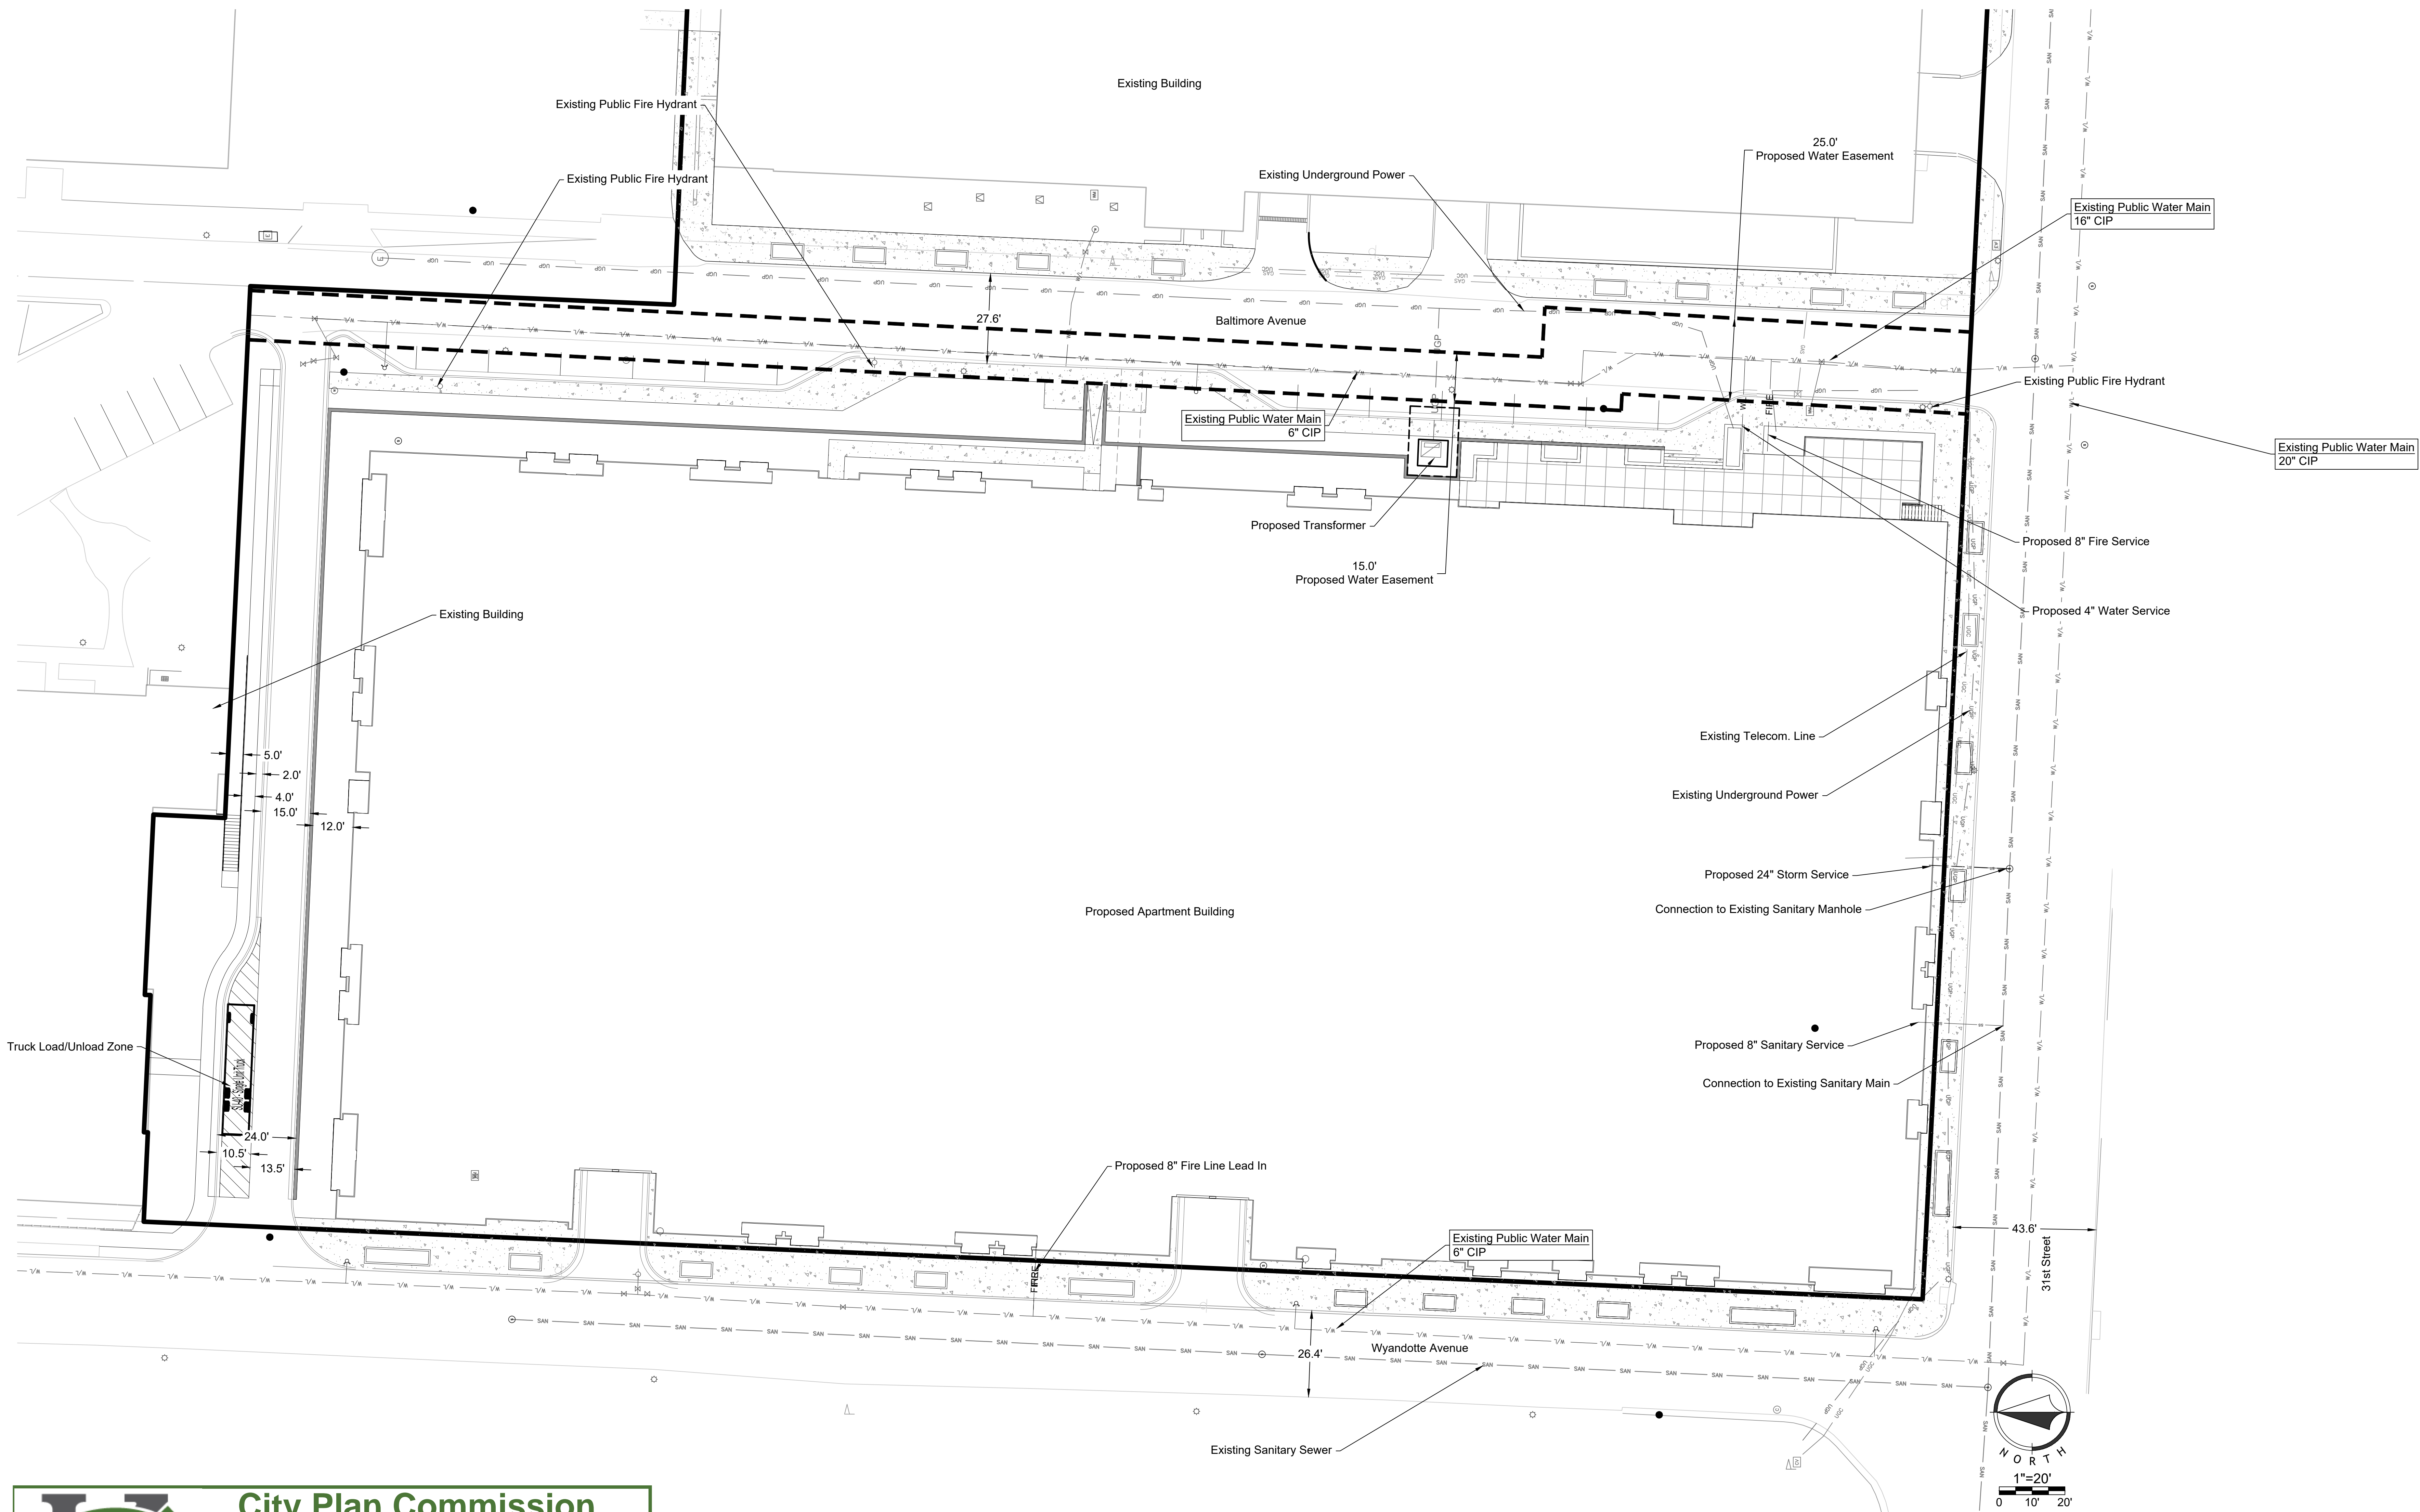 Existing Building
Existing Public Fire Hydrant
25.0'
Proposed Water Easement
Existing Underground Power
Existing Public Fire Hydrant
Existing Public Water Main
16" CIP
27.6'
Baltimore Avenue
Existing Public Fire Hydrant
Existing Public Water Main
6" CIP
Existing Public Water Main
20" CIP
Proposed Transformer
Proposed 8" Fire Service
15.0'
Proposed Water Easement
Proposed 4" Water Service
Existing Building
Existing Telecom. Line
5.0'
2.0'
4.0'
15.0'
12.0'
Existing Underground Power
Proposed 24" Storm Service
Connection to Existing Sanitary Manhole
Proposed Apartment Building
Truck Load/Unload Zone
Proposed 8" Sanitary Service
Connection to Existing Sanitary Main
24.0'
10.5'
13.5'
Proposed 8" Fire Line Lead In
FIRE
Existing Public Water Main
6" CIP
43.6'
31st Street
26.4'
Wyandotte Avenue
Existing Sanitary Sewer
NORTH
1"=20'
0 10' 20'
City Plan Commission